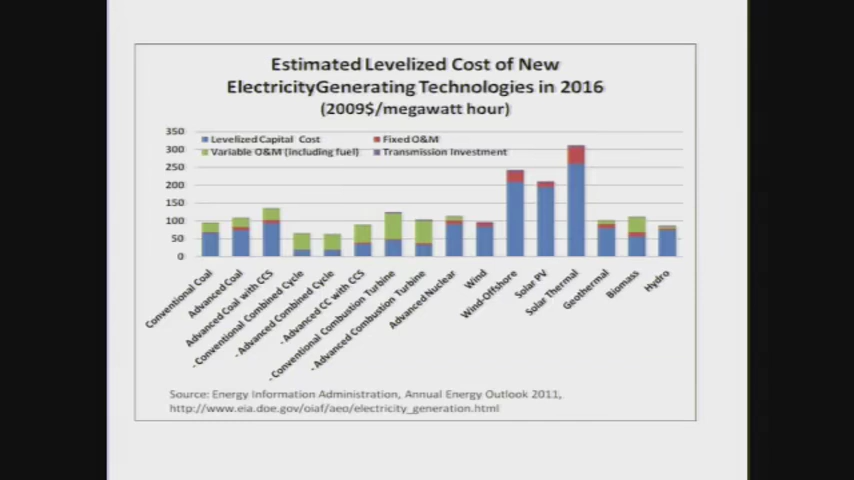 Estimated Levelized Cost of New
ElectricityGenerating Technologies in 2016
(2009$/megawatt hour)
350
300
250
200
150
100
50
0
Levelized Capital Cost
Fixed O&M
Variable O&M (including fuel)
Transmission Investment
Conventional Coal
Advanced Coal
Advanced Coal with CCS
- Conventional Combined Cycle
- Advanced Combined Cycle
- Advanced CC with CCS
- Conventional Combustion Turbine
- Advanced Combustion Turbine
Advanced Nuclear
Wind
Wind-Offshore
Solar PV
Solar Thermal
Geothermal
Biomass
Hydro
Source: Energy Information Administration, Annual Energy Outlook 2011,
http://www.eia.doe.gov/oiaf/aeo/electricity_generation.html